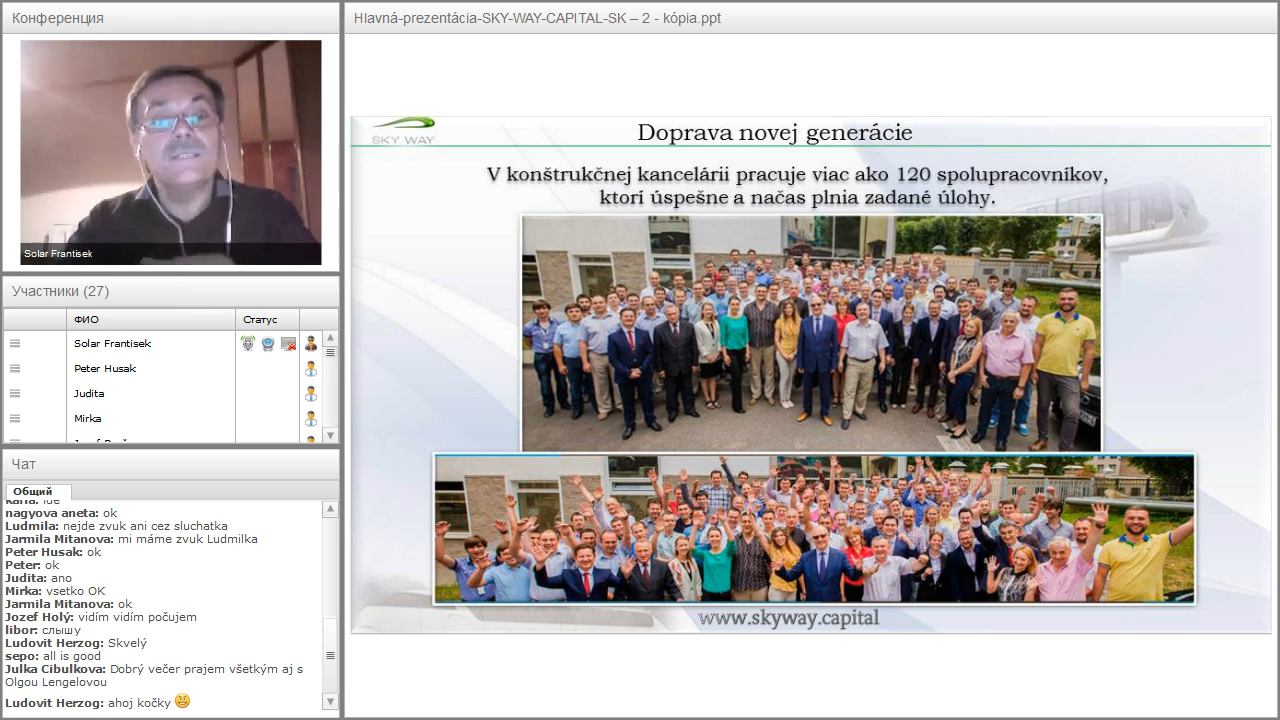 Конференция
Solar Frantisek
Участники (27)
ФИО
Статус
Solar Frantisek
Peter Husak
Judita
Mirka
Чат
Общий
nagyova aneta: ok
Ludmila: nejde zvuk ani cez sluchatka
Jarmila Mitanova: mi máme zvuk Ludmilka
Peter Husak: ok
Peter: ok
Judita: ano
Mirka: vsetko OK
Jarmila Mitanova: ok
Jozef Holý: vidím vidím počujem
libor: слышу
Ludovit Herzog: Skvelý
sepo: all is good
Julka Cibulkova: Dobrý večer prajem všetkým aj s
Olgou Lengelovou
Ludovit Herzog: ahoj kočky
Hlavná-prezentácia-SKY-WAY-CAPITAL-SK – 2 - kópia.ppt
SKY WAY
Doprava novej generácie
V konštrukčnej kancelárii pracuje viac ako 120 spolupracovníkov,
ktorí úspešne a načas plnia zadané úlohy.
www.skyway.capital